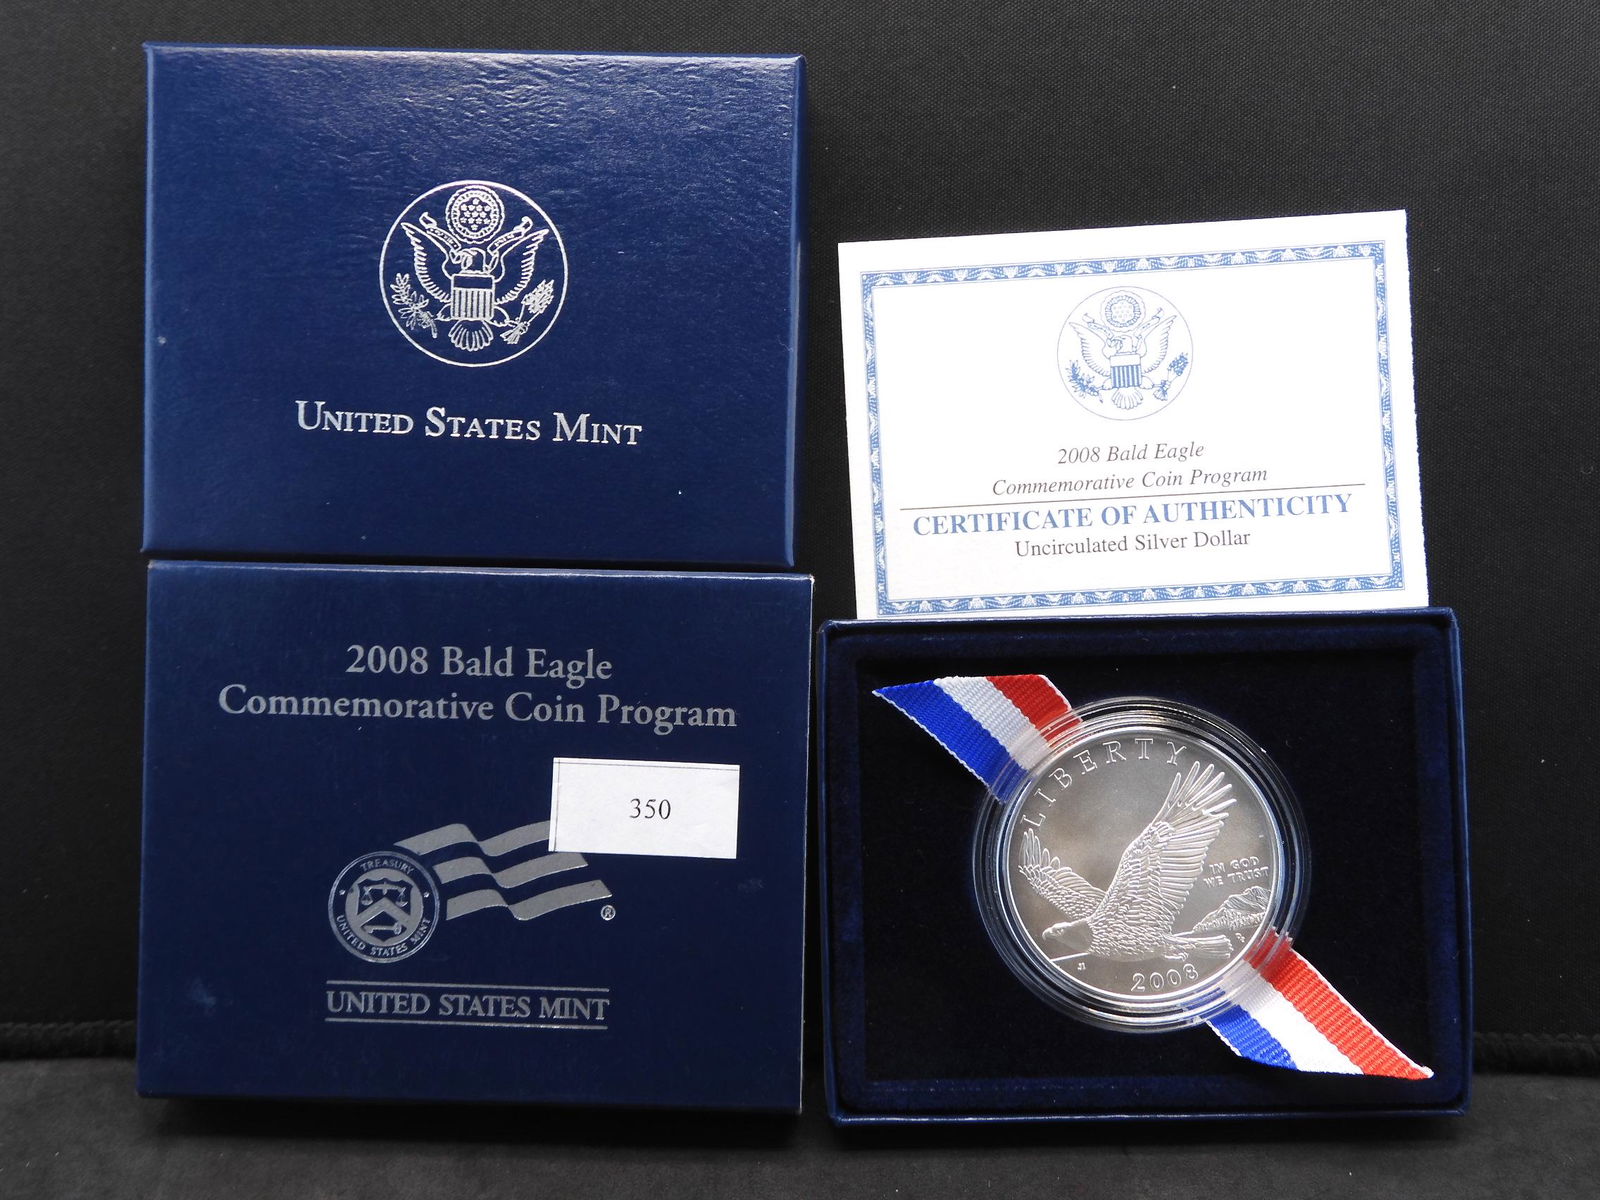 UNITED STATES MINT
2008 Bald Eagle
Commemorative Coin Program
350
TREASURY
UNITED STATES MINT
®
UNITED STATES MINT
2008 Bald Eagle
Commemorative Coin Program
CERTIFICATE OF AUTHENTICITY
Uncirculated Silver Dollar
LIBERTY
IN GOD
WE TRUST
JI
2008